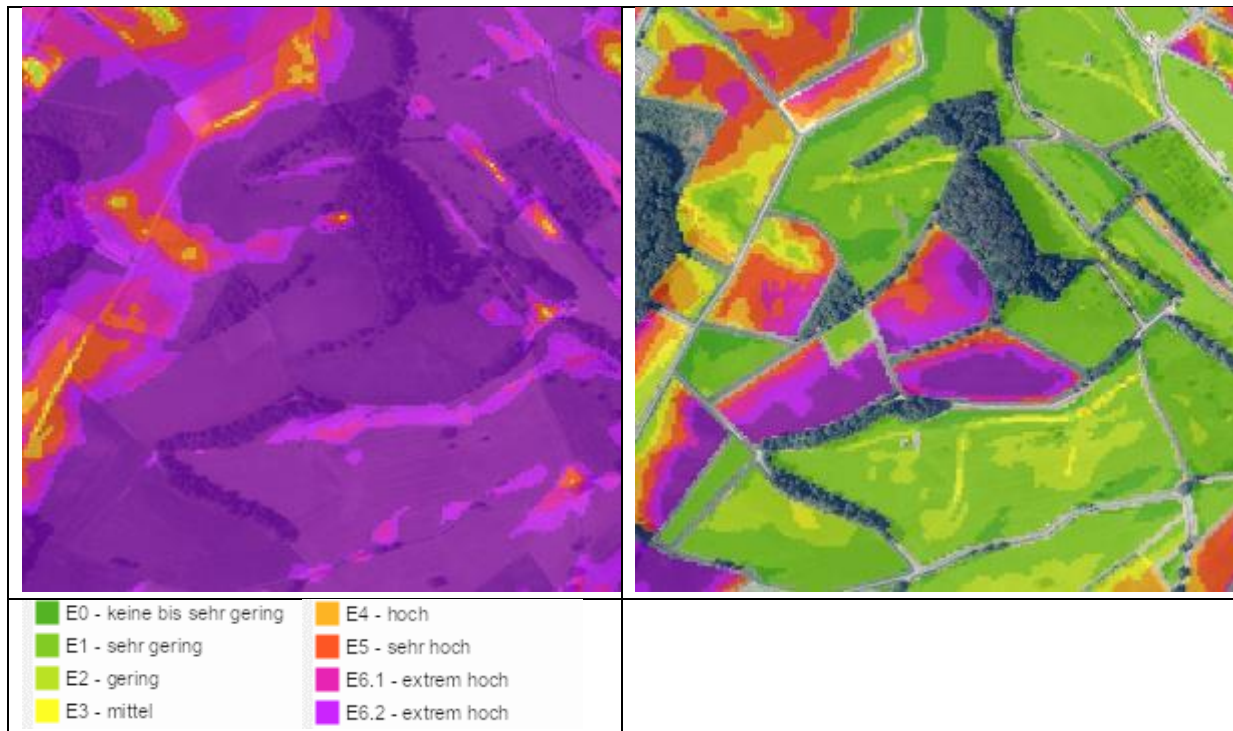 E0 - keine bis sehr gering
E1 - sehr gering
E2 - gering
E3 - mittel
E4 - hoch
E5 - sehr hoch
E6.1 - extrem hoch
E6.2 - extrem hoch